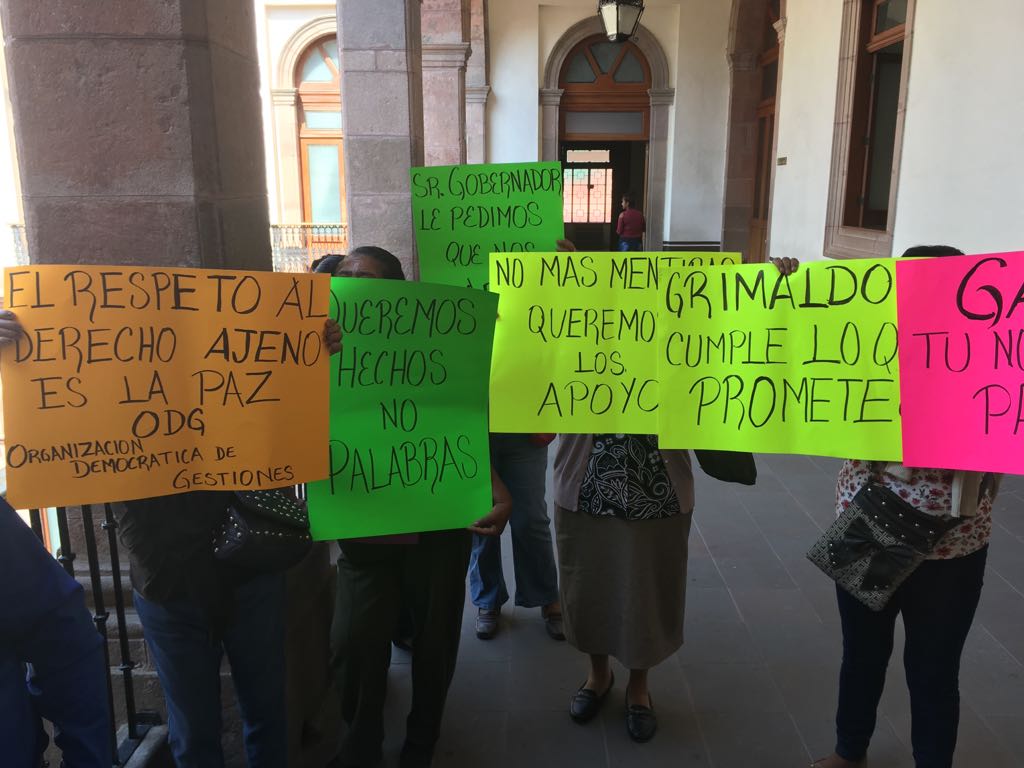 EL RESPETO AL
DERECHO AJENO
ES LA PAZ
ODG
ORGANIZACION
DEMOCRATICA DE
GESTIONES
QUEREMOS
HECHOS
NO
PALABRAS
SR. GOBERNADOR
LE PEDIMOS
QUE NOS
NO MAS
QUEREMO
LOS
APOYO
GRIMALDO
CUMPLE LO Q
PROMETE
TU